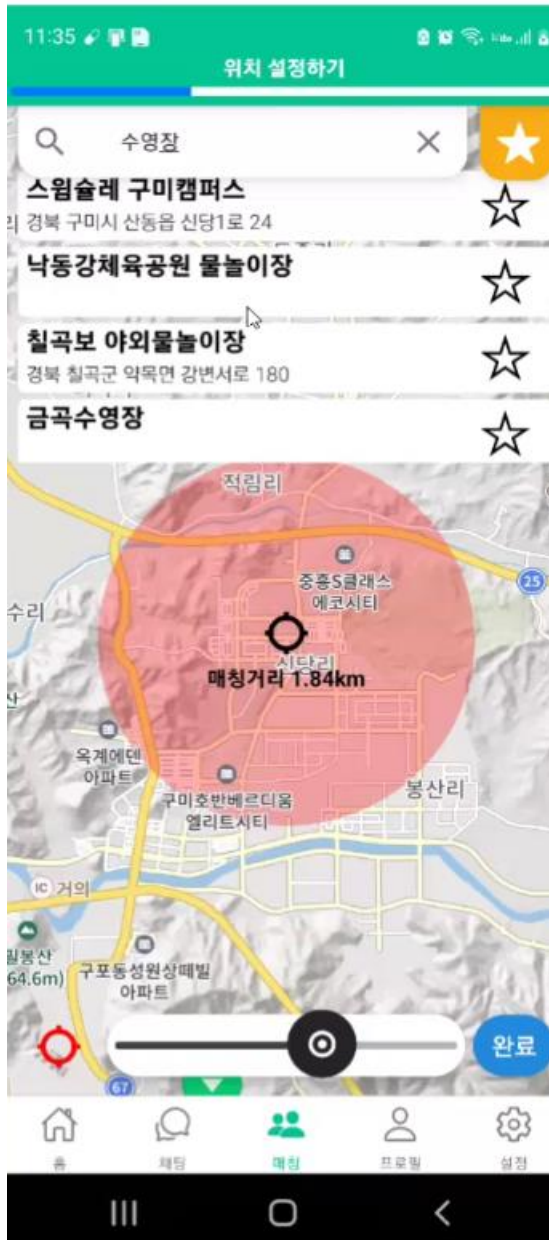 11:35
위치 설정하기
수영장
스윔슐레 구미캠퍼스
리 경북 구미시 산동읍 신당1로 24
낙동강체육공원 물놀이장
칠곡보 야외물놀이장
경북 칠곡군 약목면 강변서로 180
금곡수영장
적림리
중흥S클래스
에코시티
25
수리
신당리
매칭거리 1.84km
산
옥계에덴
아파트
구미호반베르디움
엘리트시티
봉산리
IC 거의
필봉산
64.6m)
구포동성원상떼빌
아파트
완료
67
홈 채팅 매칭 프로필 설정